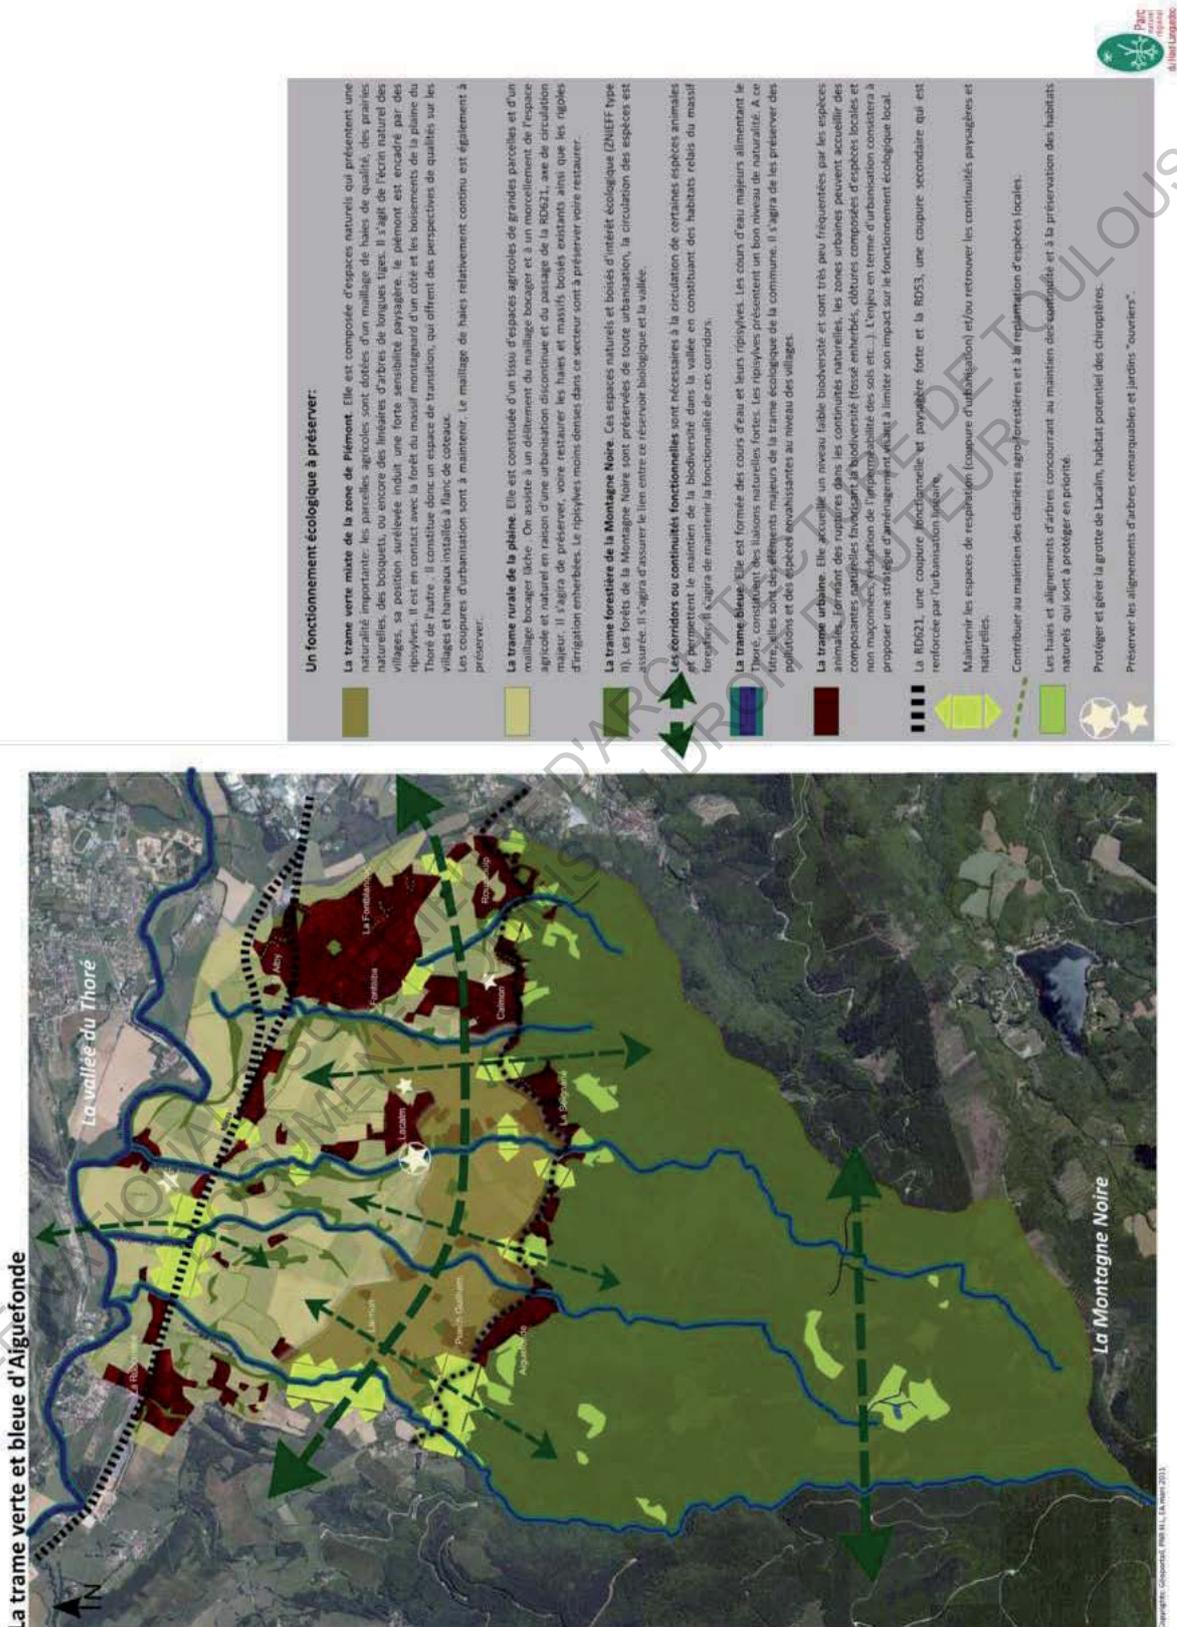 La trame verte et bleue d'Aiguefonde
N
La vallée du Thoré
La Fontblanque
Alby
Fontalba
Calmon
Lacalm
La Montagne Noire
Copyrights: Géoportail, PNR H-L, EA mars 2011
Un fonctionnement écologique à préserver:
La trame verte mixte de la zone de Piémont. Elle est composée d'espaces naturels qui présentent une
naturalité importante: les parcelles agricoles sont dotées d'un maillage de haies de qualité, des prairies
naturelles, des bosquets, ou encore des linéaires d'arbres de longues tiges. Il s'agit de l'écrin naturel des
villages, sa position surélevée induit une forte sensibilité paysagère. le piémont est encadré par des
ripisylves. Il est en contact avec la forêt du massif montagnard d'un côté et les boisements de la plaine du
Thoré de l'autre . Il constitue donc un espace de transition, qui offrent des perspectives de qualités sur les
villages et hameaux installés à flanc de coteaux.
Les coupures d'urbanisation sont à maintenir. Le maillage de haies relativement continu est également à
préserver.
La trame rurale de la plaine. Elle est constituée d'un tissu d'espaces agricoles de grandes parcelles et d'un
maillage bocager lâche. On assiste à un délitement du maillage bocager et à un morcellement de l'espace
agricole et naturel en raison d'une urbanisation discontinue et du passage de la RD621, axe de circulation
majeur. Il s'agira de préserver, voire restaurer les haies et massifs boisés existants ainsi que les rigoles
d'irrigation enherbées. Le ripisylves moins denses dans ce secteur sont à préserver voire restaurer.
La trame forestière de la Montagne Noire. Ces espaces naturels et boisés d'intérêt écologique (ZNIEFF type
II). Les forêts de la Montagne Noire sont préservées de toute urbanisation, la circulation des espèces est
assurée. Il s'agira d'assurer le lien entre ce réservoir biologique et la vallée.
Les corridors ou continuités fonctionnelles sont nécessaires à la circulation de certaines espèces animales
et permettent le maintien de la biodiversité dans la vallée en constituant des habitats relais du massif
forestier. Il s'agira de maintenir la fonctionnalité de ces corridors.
La trame bleue. Elle est formée des cours d'eau et leurs ripisylves. Les cours d'eau majeurs alimentant le
Thoré, constituent des liaisons naturelles fortes. Les ripisylves présentent un bon niveau de naturalité. A ce
titre, elles sont des éléments majeurs de la trame écologique de la commune. Il s'agira de les préserver des
pollutions et des espèces envahissantes au niveau des villages.
La trame urbaine. Elle accueille un niveau faible biodiversité et sont très peu fréquentées par les espèces
animales. Formant des ruptures dans les continuités naturelles, les zones urbaines peuvent accueillir des
composantes naturelles favorisant la biodiversité (fossé enherbés, clôtures composées d'espèces locales et
non maçonnées, réduction de l'imperméabilité des sols etc...). L'enjeu en terme d'urbanisation consistera à
proposer une stratégie d'aménagement visant à limiter son impact sur le fonctionnement écologique local.
La RD621, une coupure fonctionnelle et paysagère forte et la RD53, une coupure secondaire qui est
renforcée par l'urbanisation linéaire.
Maintenir les espaces de respiration (coupure d'urbanisation) et/ou retrouver les continuités paysagères et
naturelles.
Contribuer au maintien des clairières agro-forestières et à la replantation d'espèces locales.
Les haies et alignements d'arbres concourrant au maintien des continuité et à la préservation des habitats
naturels qui sont à protéger en priorité.
Protéger et gérer la grotte de Lacalm, habitat potentiel des chiroptères.
Préserver les alignements d'arbres remarquables et jardins "ouvriers".
Parc
naturel
régional
du Haut-Languedoc